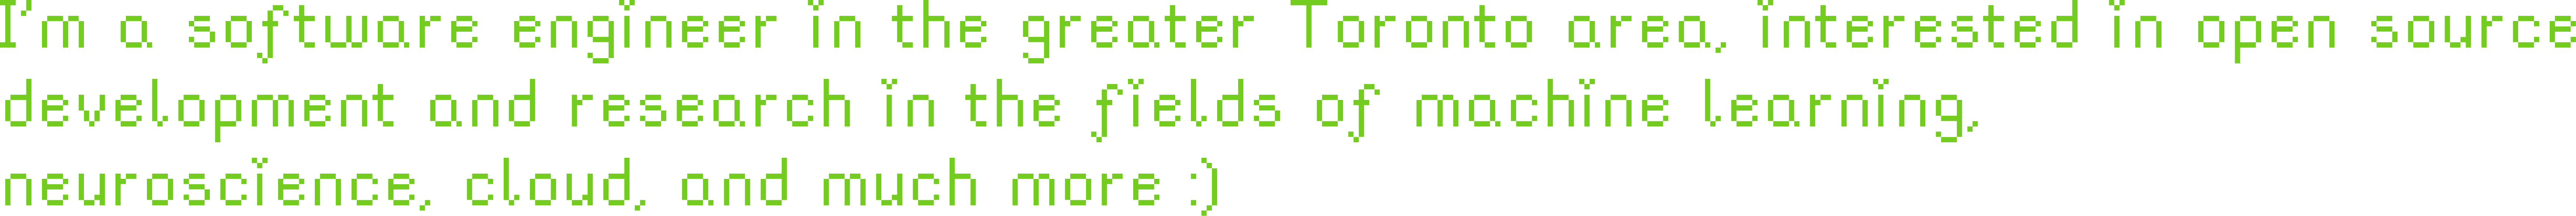 I'm a software engineer in the greater Toronto area, interested in open source
development and research in the fields of machine learning,
neuroscience, cloud, and much more :)